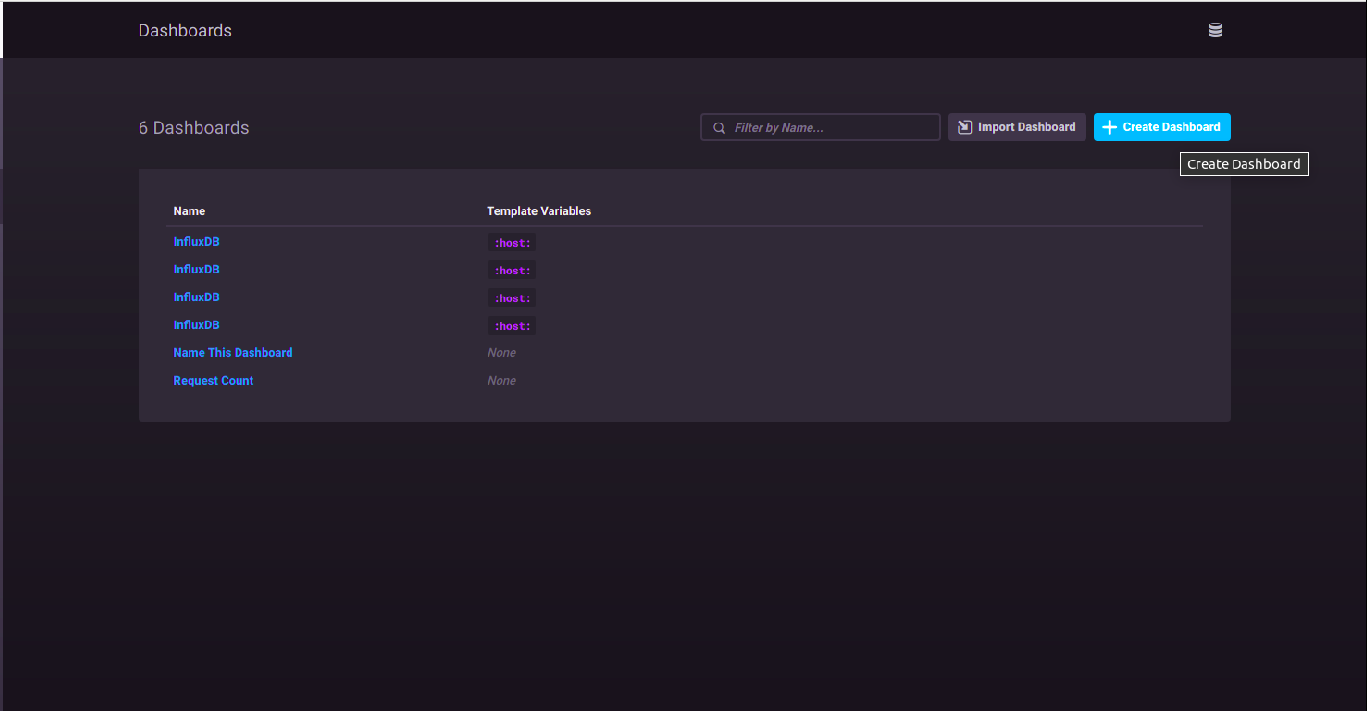 Dashboards
6 Dashboards
Filter by Name...
Import Dashboard
Create Dashboard
Create Dashboard
Name Template Variables
InfluxDB :host:
InfluxDB :host:
InfluxDB :host:
InfluxDB :host:
Name This Dashboard None
Request Count None